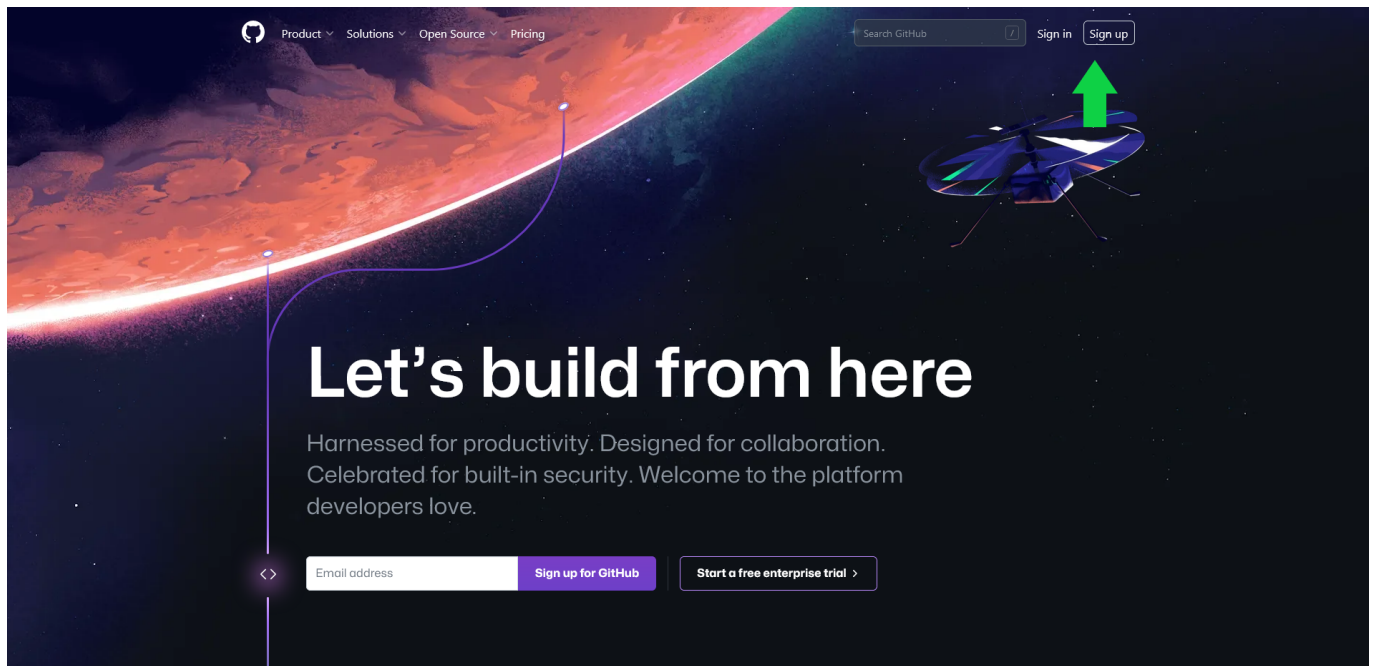 Product Solutions Open Source Pricing Search GitHub / Sign in Sign up
Let’s build from here
Harnessed for productivity. Designed for collaboration.
Celebrated for built-in security. Welcome to the platform
developers love.
Email address Sign up for GitHub Start a free enterprise trial